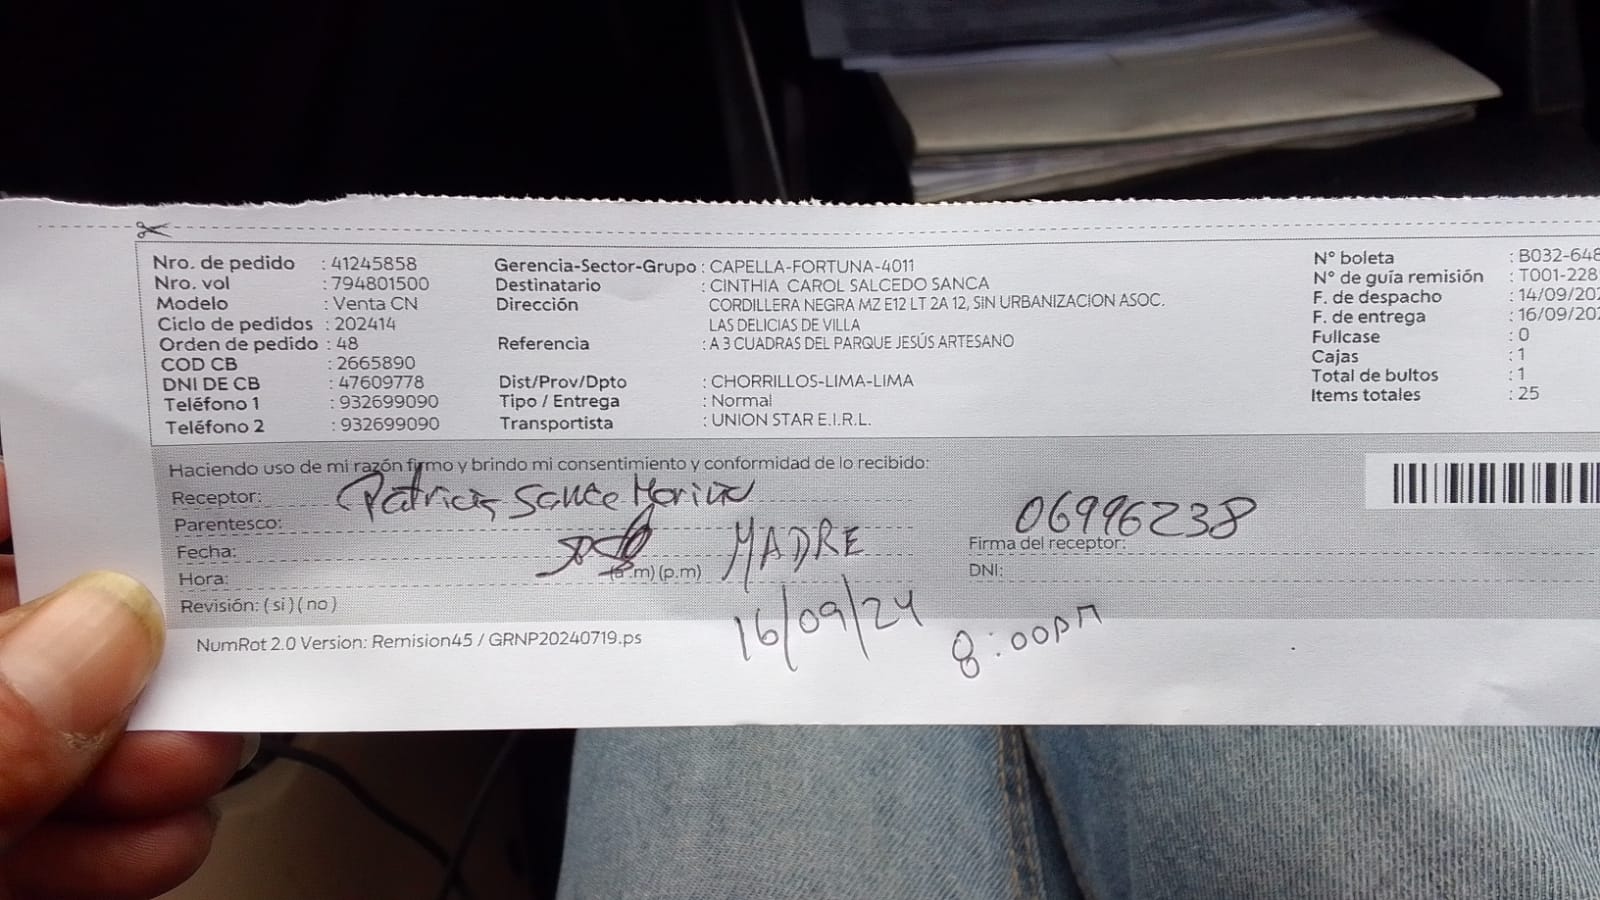 Nro. de pedido : 41245858
Nro. vol : 794801500
Modelo : Venta CN
Ciclo de pedidos : 202414
Orden de pedido : 48
COD CB : 2665890
DNI DE CB : 47609778
Teléfono 1 : 932699090
Teléfono 2 : 932699090
Gerencia-Sector-Grupo : CAPELLA-FORTUNA-4011
Destinatario : CINTHIA CAROL SALCEDO SANCA
Dirección CORDILLERA NEGRA MZ E12 LT 2A 12, SIN URBANIZACION ASOC.
LAS DELICIAS DE VILLA
Referencia : A 3 CUADRAS DEL PARQUE JESÚS ARTESANO
Dist/Prov/Dpto : CHORRILLOS-LIMA-LIMA
Tipo / Entrega : Normal
Transportista : UNION STAR E.I.R.L.
N° boleta : B032-648
N° de guía remisión : T001-228
F. de despacho : 14/09/202
F. de entrega : 16/09/202
Fullcase : 0
Cajas : 1
Total de bultos : 1
Items totales : 25
Haciendo uso de mi razón firmo y brindo mi consentimiento y conformidad de lo recibido:
Receptor: Patricia
Parentesco:
Fecha: MADRE
Hora: (a.m) (p.m)
Revisión: ( si ) ( no )
06996238
Firma del receptor:
DNI:
16/09/24
8:00pm
NumRot 2.0 Version: Remision45 / GRNP20240719.ps